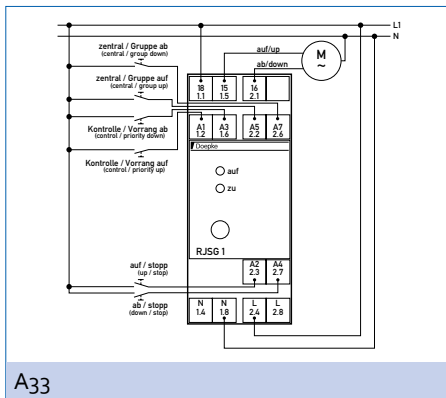 L1
N
zentral / Gruppe ab
(central / group down)
zentral / Gruppe auf
(central / group up)
Kontrolle / Vorrang ab
(control / priority down)
Kontrolle / Vorrang auf
(control / priority up)
auf/up
ab/down
M
~
18
1.1
15
1.5
16
2.1
A1
1.2
A3
1.6
A5
2.2
A7
2.6
Doepke
auf
zu
RJSG 1
A2
2.3
A4
2.7
auf / stopp
(up / stop)
ab / stopp
(down / stop)
N
1.4
N
1.8
L
2.4
L
2.8
A33